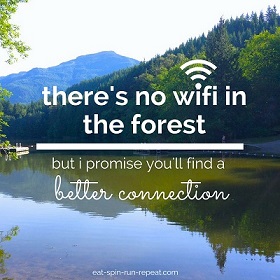 there's no wifi in
the forest
but i promise you'll find a
better connection
eat-spin-run-repeat.com